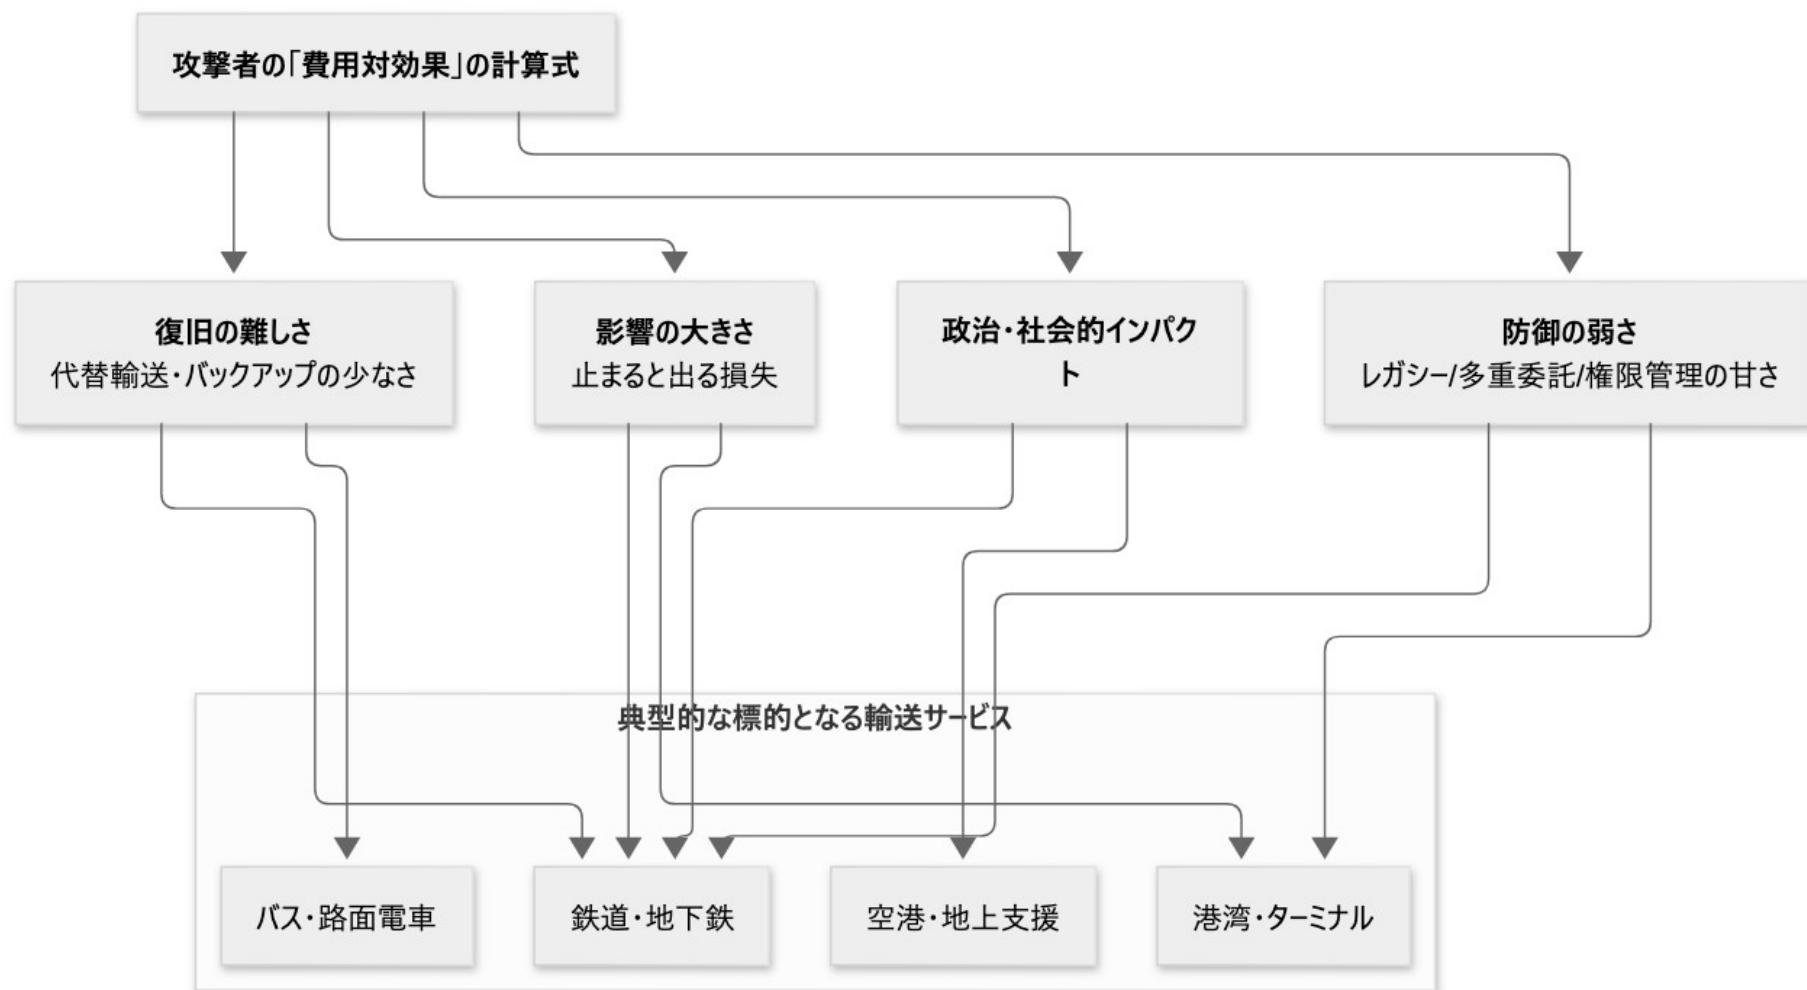 攻撃者の「費用対効果」の計算式
復旧の難しさ
代替輸送・バックアップの少なさ
影響の大きさ
止まると出る損失
政治・社会的インパク
ト
防御の弱さ
レガシー/多重委託/権限管理の甘さ
典型的な標的となる輸送サービス
バス・路面電車
鉄道・地下鉄
空港・地上支援
港湾・ターミナル